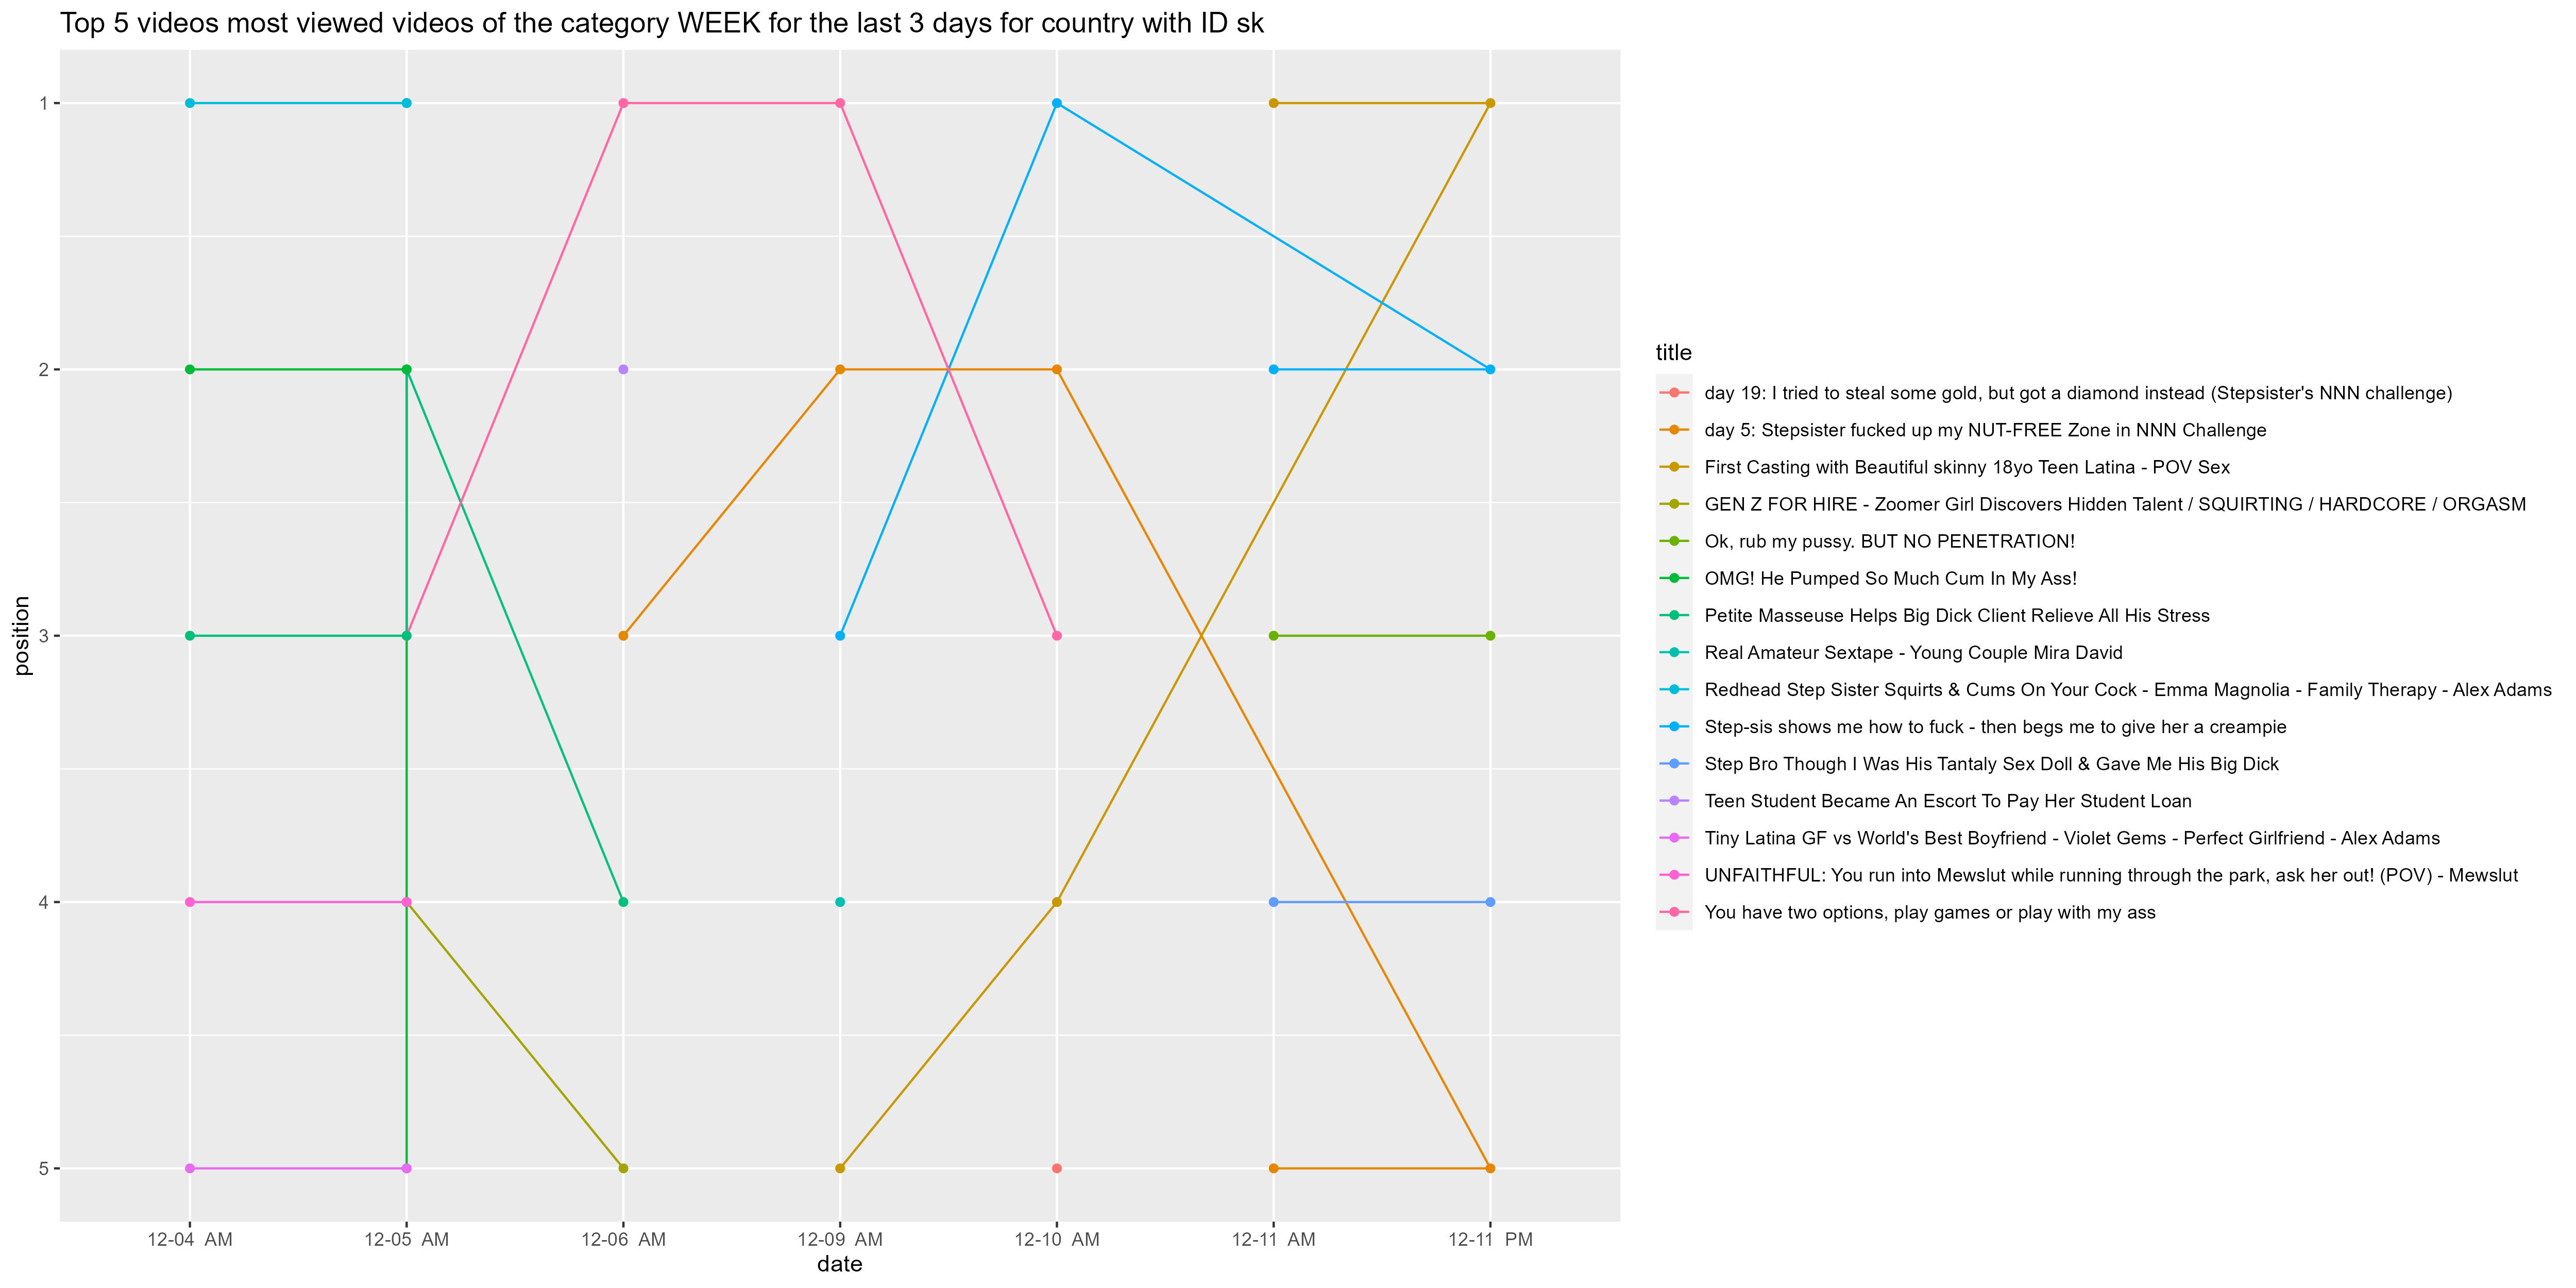 Top 5 videos most viewed videos of the category WEEK for the last 3 days for country with ID sk
position
1
2
3
4
5
12-04 AM
12-05 AM
12-06 AM
12-09 AM
12-10 AM
12-11 AM
12-11 PM
date
title
day 19: I tried to steal some gold, but got a diamond instead (Stepsister's NNN challenge)
day 5: Stepsister fucked up my NUT-FREE Zone in NNN Challenge
First Casting with Beautiful skinny 18yo Teen Latina - POV Sex
GEN Z FOR HIRE - Zoomer Girl Discovers Hidden Talent / SQUIRTING / HARDCORE / ORGASM
Ok, rub my pussy. BUT NO PENETRATION!
OMG! He Pumped So Much Cum In My Ass!
Petite Masseuse Helps Big Dick Client Relieve All His Stress
Real Amateur Sextape - Young Couple Mira David
Redhead Step Sister Squirts & Cums On Your Cock - Emma Magnolia - Family Therapy - Alex Adams
Step-sis shows me how to fuck - then begs me to give her a creampie
Step Bro Though I Was His Tantaly Sex Doll & Gave Me His Big Dick
Teen Student Became An Escort To Pay Her Student Loan
Tiny Latina GF vs World's Best Boyfriend - Violet Gems - Perfect Girlfriend - Alex Adams
UNFAITHFUL: You run into Mewslut while running through the park, ask her out! (POV) - Mewslut
You have two options, play games or play with my ass